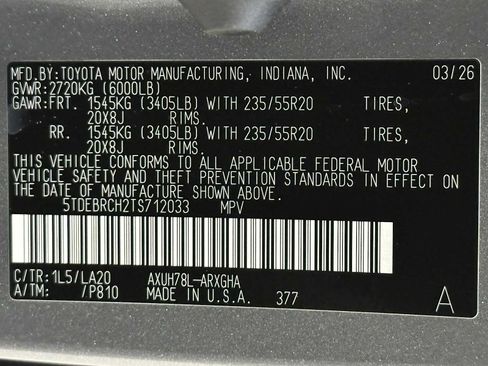 MFD.BY:TOYOTA MOTOR MANUFACTURING, INDIANA, INC. 03/26
GVWR:2720KG (6000LB)
GAWR:FRT. 1545KG (3405LB) WITH 235/55R20 TIRES,
20X8J RIMS.
RR. 1545KG (3405LB) WITH 235/55R20 TIRES,
20X8J RIMS.
THIS VEHICLE CONFORMS TO ALL APPLICABLE FEDERAL MOTOR
VEHICLE SAFETY AND THEFT PREVENTION STANDARDS IN EFFECT
ON THE DATE OF MANUFACTURE SHOWN ABOVE.
5TDEBRCH2TS712033 MPV
C/TR:1L5/LA20 AXUH78L-ARXGHA
A/TM: /P810 MADE IN U.S.A. 377 A